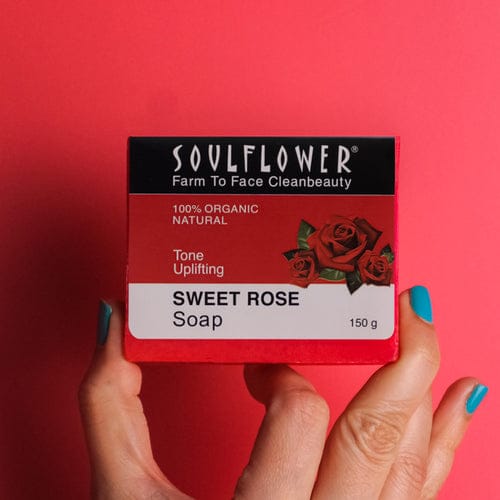 SOULFLOWER®
Farm To Face Cleanbeauty
100% ORGANIC
NATURAL
Tone
Uplifting
SWEET ROSE
Soap
150 g